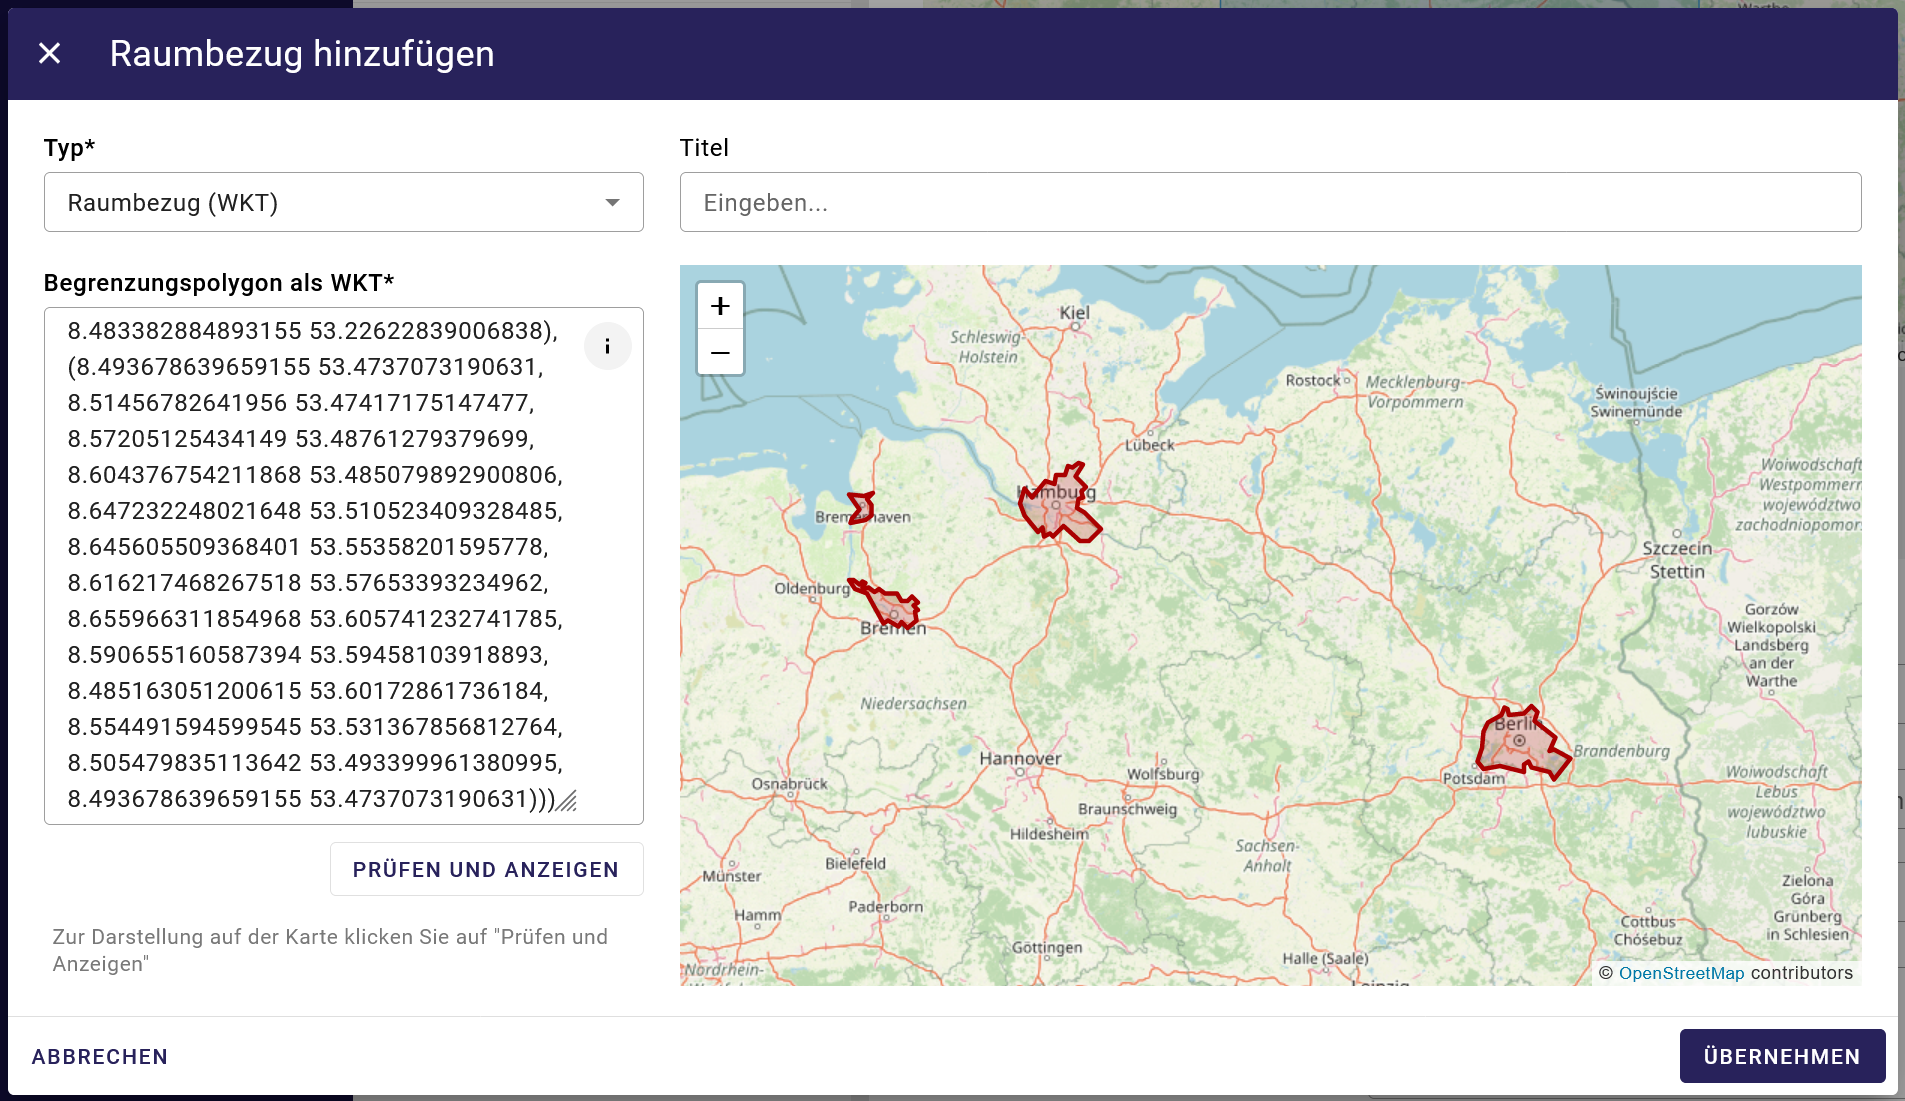 Raumbezug hinzufügen
Typ*
Raumbezug (WKT)
Titel
Eingeben...
Begrenzungspolygon als WKT*
8.483382884893155 53.22622839006838),
(8.493678639659155 53.4737073190631,
8.51456782641956 53.47417175147477,
8.57205125434149 53.48761279379699,
8.604376754211868 53.485079892900806,
8.647232248021648 53.510523409328485,
8.645605509368401 53.55358201595778,
8.616217468267518 53.57653393234962,
8.655966311854968 53.605741232741785,
8.590655160587394 53.59458103918893,
8.485163051200615 53.60172861736184,
8.554491594599545 53.531367856812764,
8.505479835113642 53.493399961380995,
8.493678639659155 53.4737073190631)))
i
PRÜFEN UND ANZEIGEN
Zur Darstellung auf der Karte klicken Sie auf "Prüfen und
Anzeigen"
+
−
Kiel
Schleswig-
Holstein
Rostock
Mecklenburg-
Vorpommern
Świnoujście
Swinemünde
Lübeck
Hamburg
Bremerhaven
Woiwodschaft
Westpommern
województwo
zachodniopomor
Szczecin
Stettin
Oldenburg
Bremen
Gorzów
Wielkopolski
Landsberg
an der
Warthe
Niedersachsen
Berlin
Brandenburg
Potsdam
Hannover
Wolfsburg
Osnabrück
Braunschweig
Woiwodschaft
Lebus
województwo
lubuskie
Hildesheim
Sachsen-
Anhalt
Bielefeld
Münster
Zielona
Góra
Grünberg
in Schlesien
Paderborn
Hamm
Cottbus
Chóśebuz
Göttingen
Halle (Saale)
Nordrhein-
© OpenStreetMap contributors
ABBRECHEN
ÜBERNEHMEN